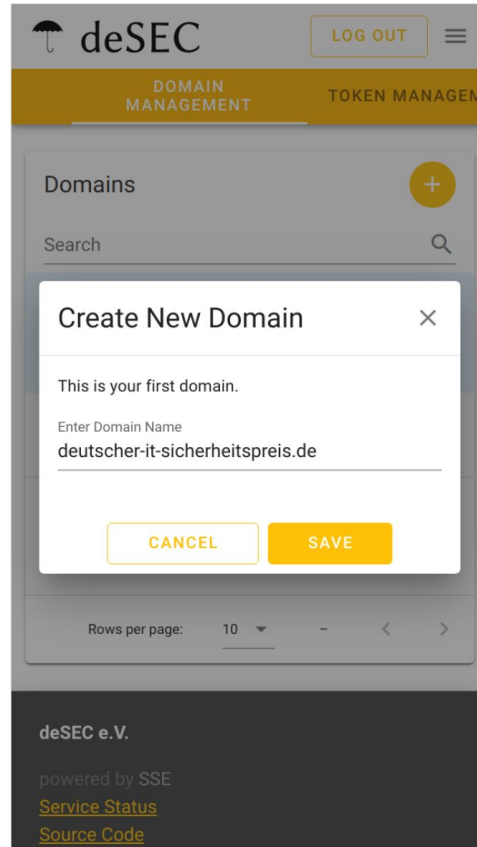 deSEC
LOG OUT
DOMAIN
MANAGEMENT
TOKEN MANAGEM
Domains
Search
Create New Domain
This is your first domain.
Enter Domain Name
deutscher-it-sicherheitspreis.de
CANCEL
SAVE
Rows per page: 10 –
deSEC e.V.
powered by SSE
Service Status
Source Code